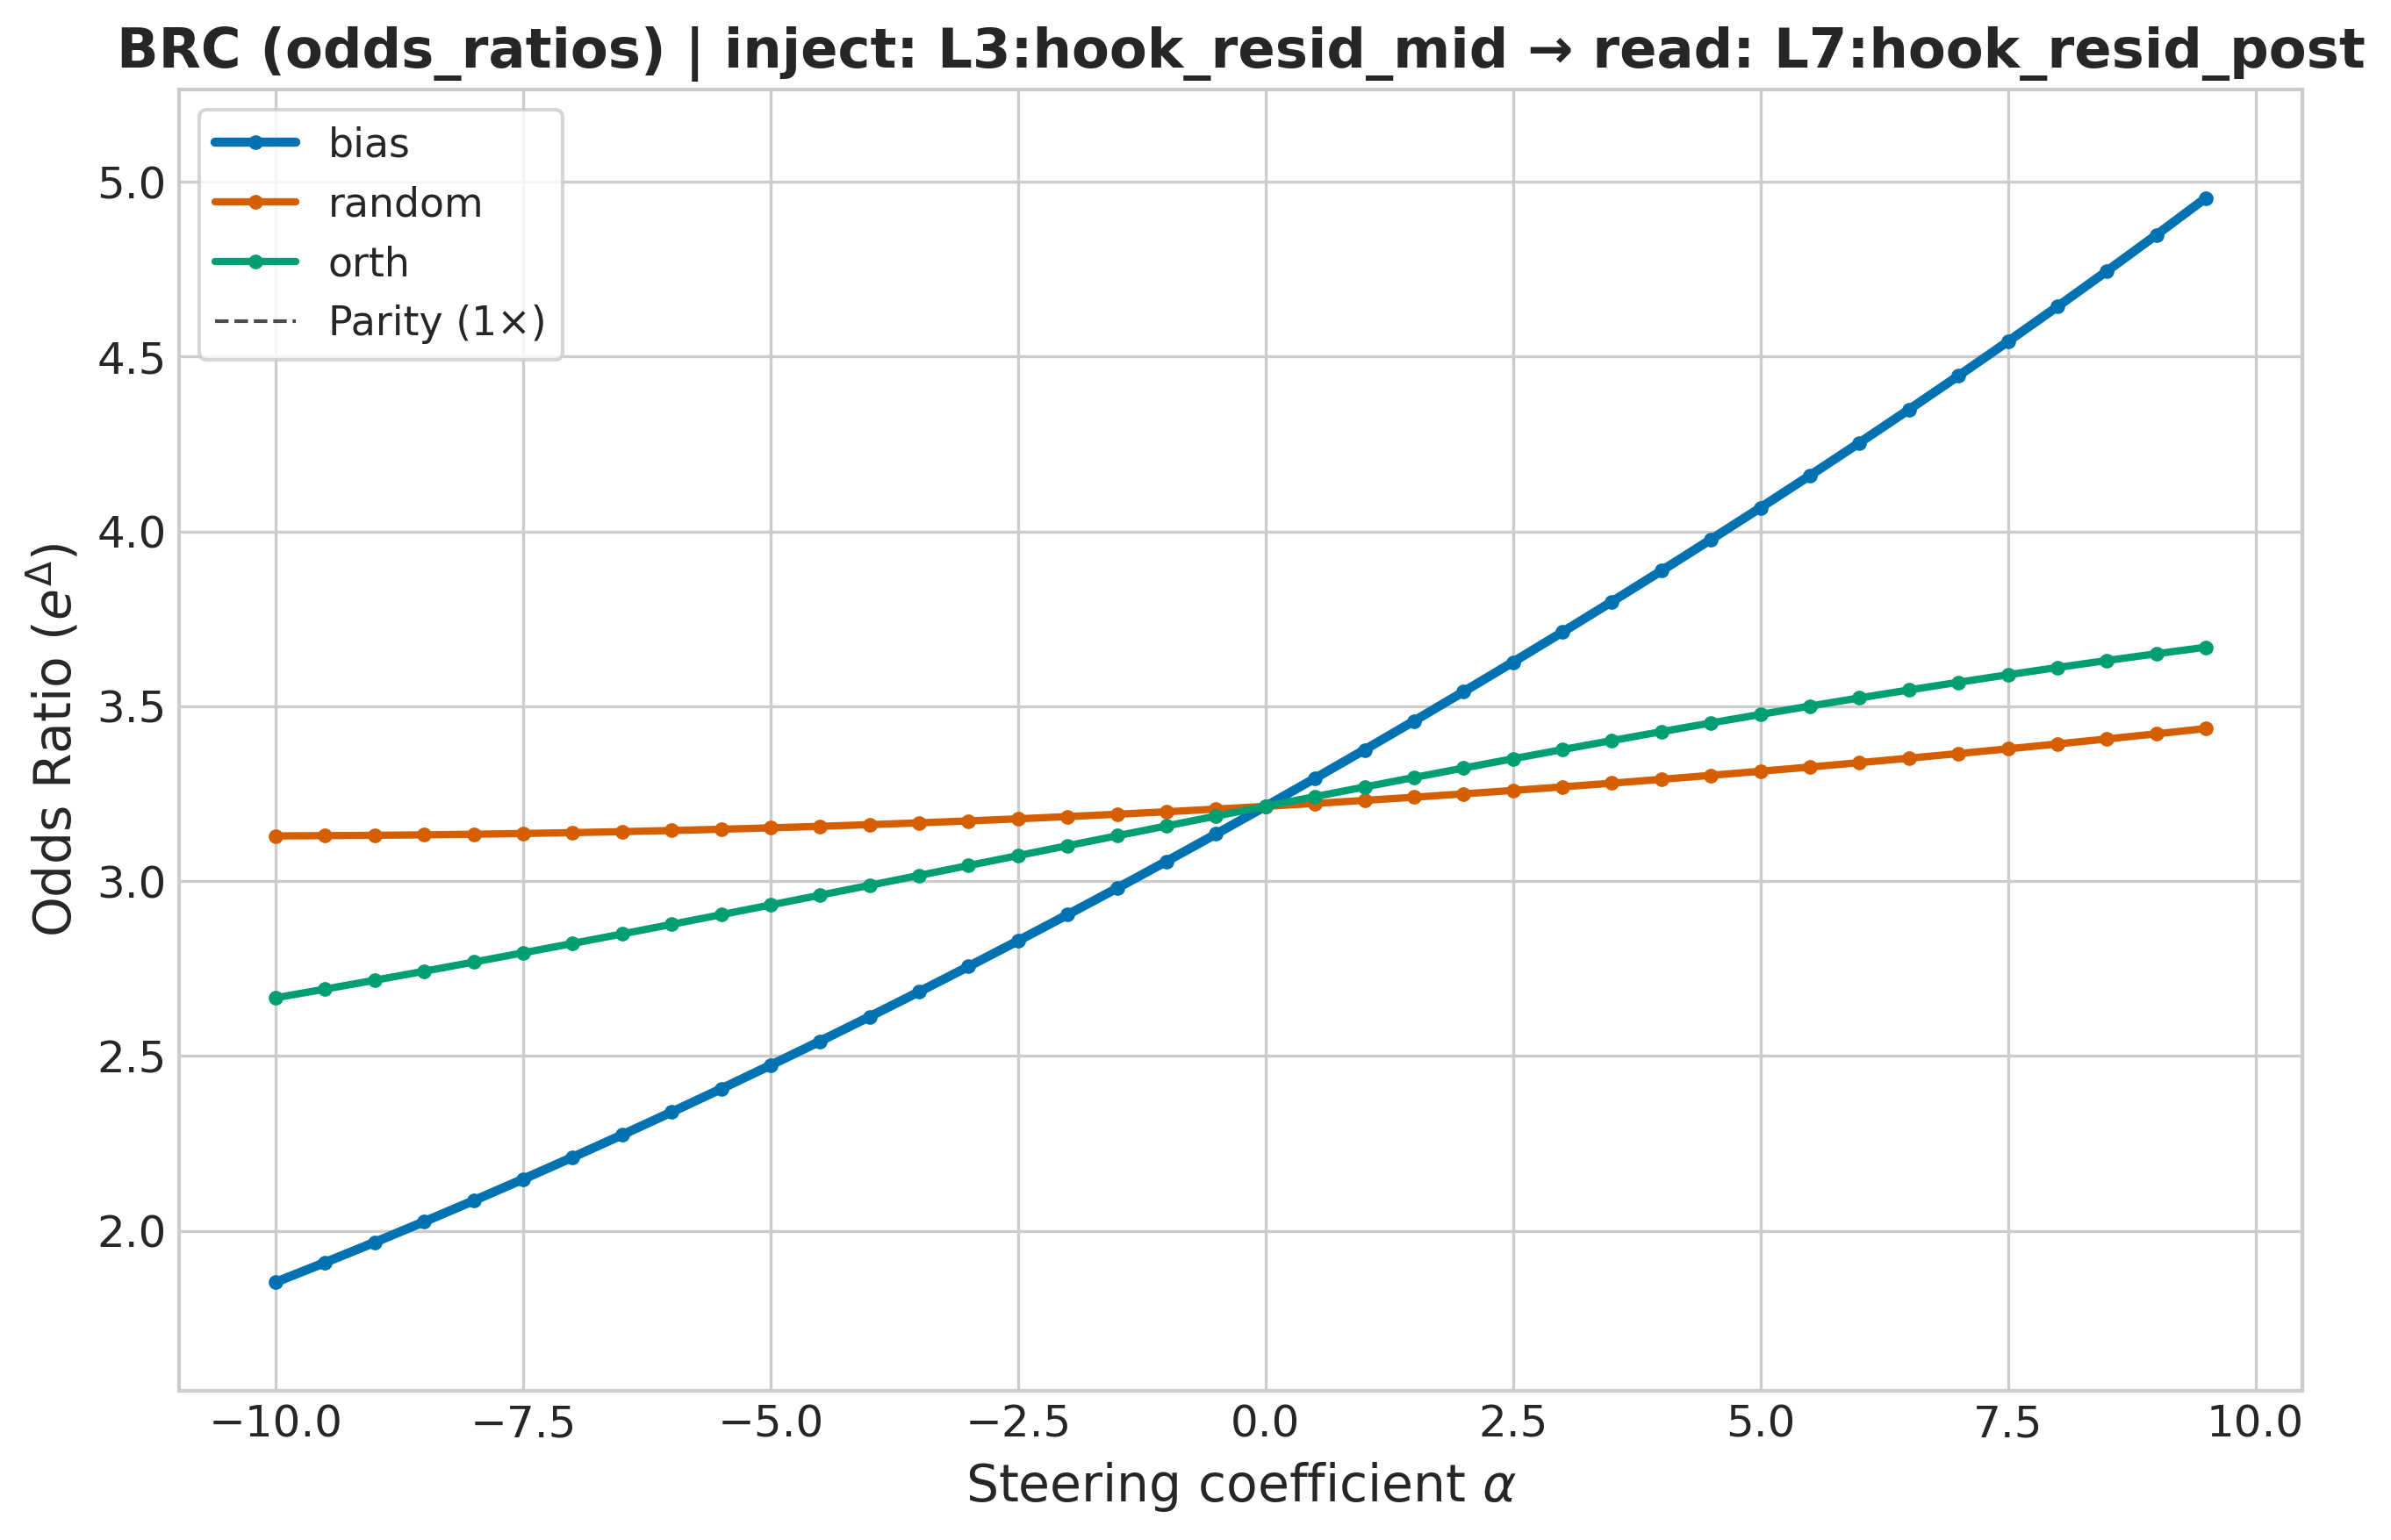 BRC (odds_ratios) | inject: L3:hook_resid_mid → read: L7:hook_resid_post
bias
random
orth
Parity (1×)
Odds Ratio (e^Δ)
5.0
4.5
4.0
3.5
3.0
2.5
2.0
−10.0 −7.5 −5.0 −2.5 0.0 2.5 5.0 7.5 10.0
Steering coefficient α